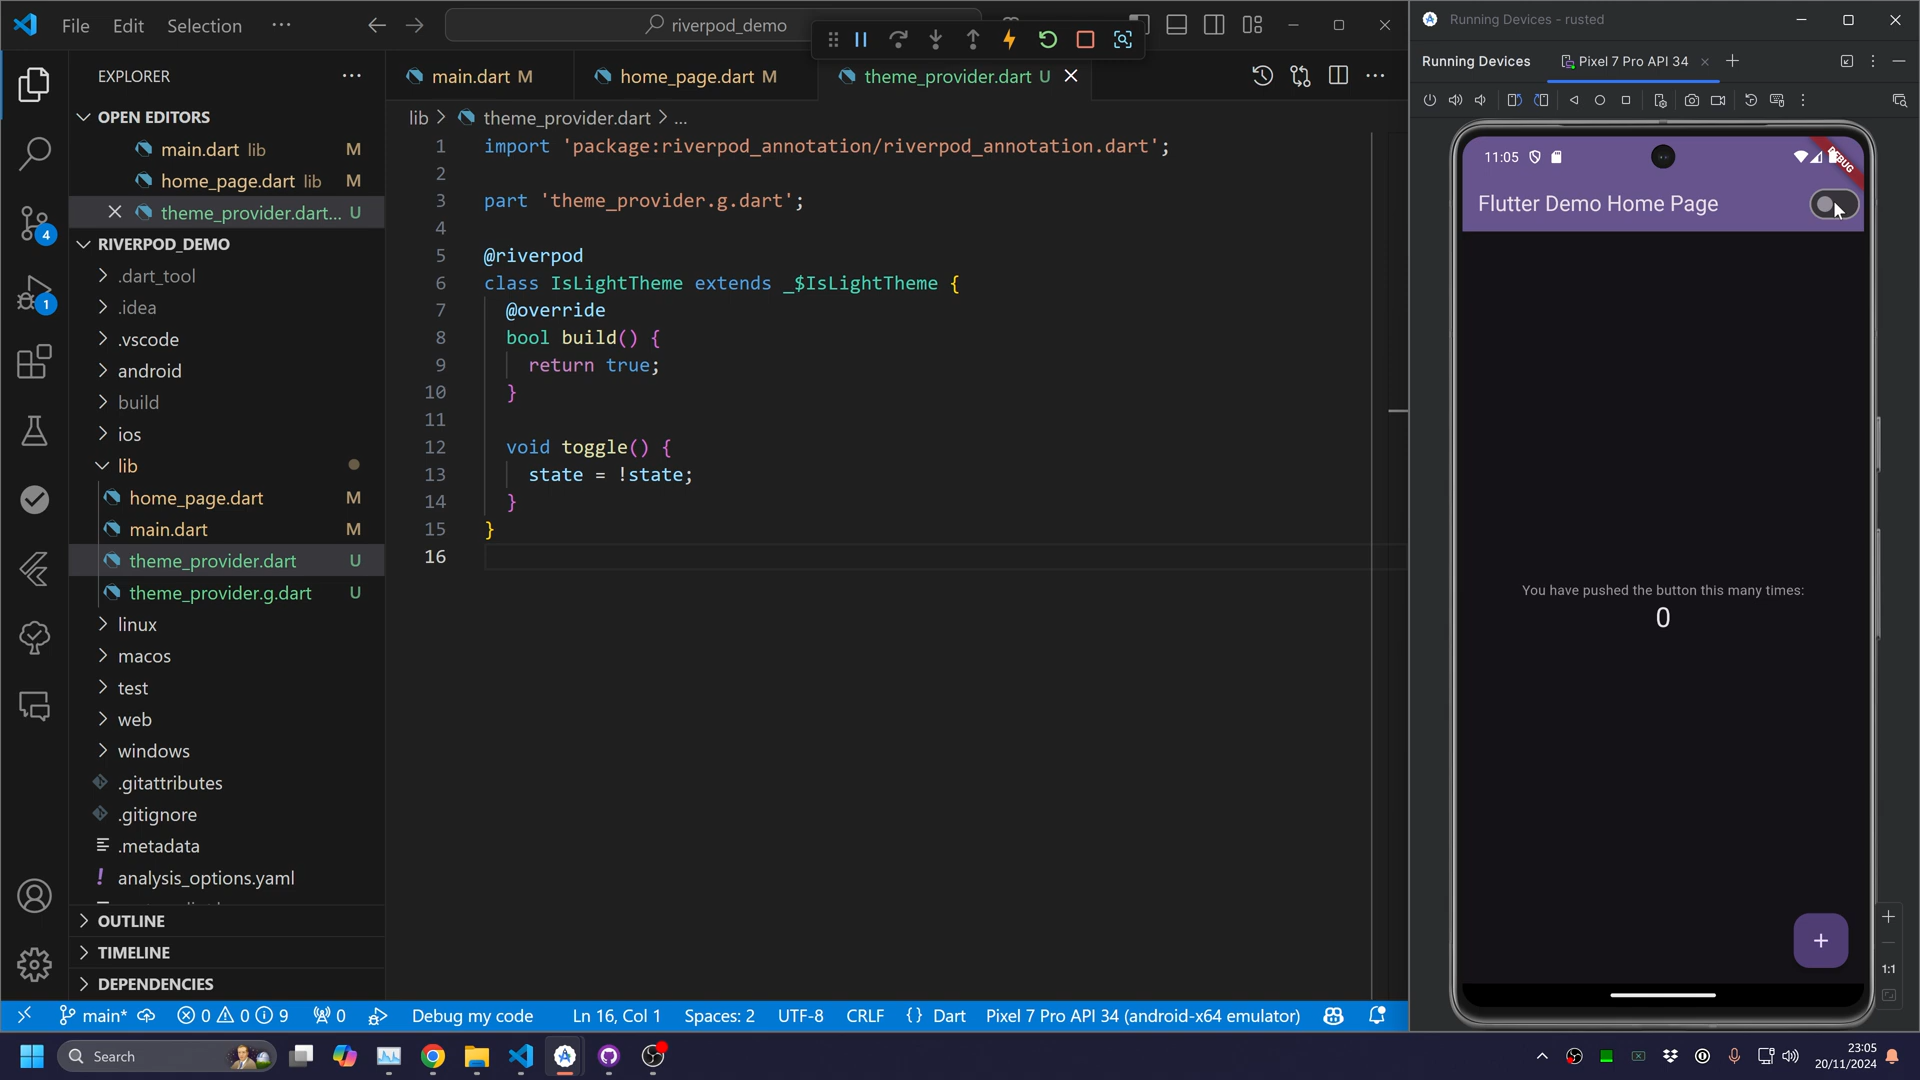 File Edit Selection ···
riverpod_demo
EXPLORER
OPEN EDITORS
main.dart lib M
home_page.dart lib M
theme_provider.dart... U
RIVERPOD_DEMO
.dart_tool
.idea
.vscode
android
build
ios
lib
home_page.dart M
main.dart M
theme_provider.dart U
theme_provider.g.dart U
linux
macos
test
web
windows
.gitattributes
.gitignore
.metadata
analysis_options.yaml
OUTLINE
TIMELINE
DEPENDENCIES
4
1
main.dart M
home_page.dart M
theme_provider.dart U
lib > theme_provider.dart > ...
1 import 'package:riverpod_annotation/riverpod_annotation.dart';
2
3 part 'theme_provider.g.dart';
4
5 @riverpod
6 class IsLightTheme extends _$IsLightTheme {
7 @override
8 bool build() {
9 return true;
10 }
11
12 void toggle() {
13 state = !state;
14 }
15 }
16
main* 0 0 9 0 Debug my code Ln 16, Col 1 Spaces: 2 UTF-8 CRLF {} Dart Pixel 7 Pro API 34 (android-x64 emulator)
Running Devices - rusted
Running Devices Pixel 7 Pro API 34
11:05
DEBUG
Flutter Demo Home Page
You have pushed the button this many times:
0
+
1:1
Search
23:05
20/11/2024